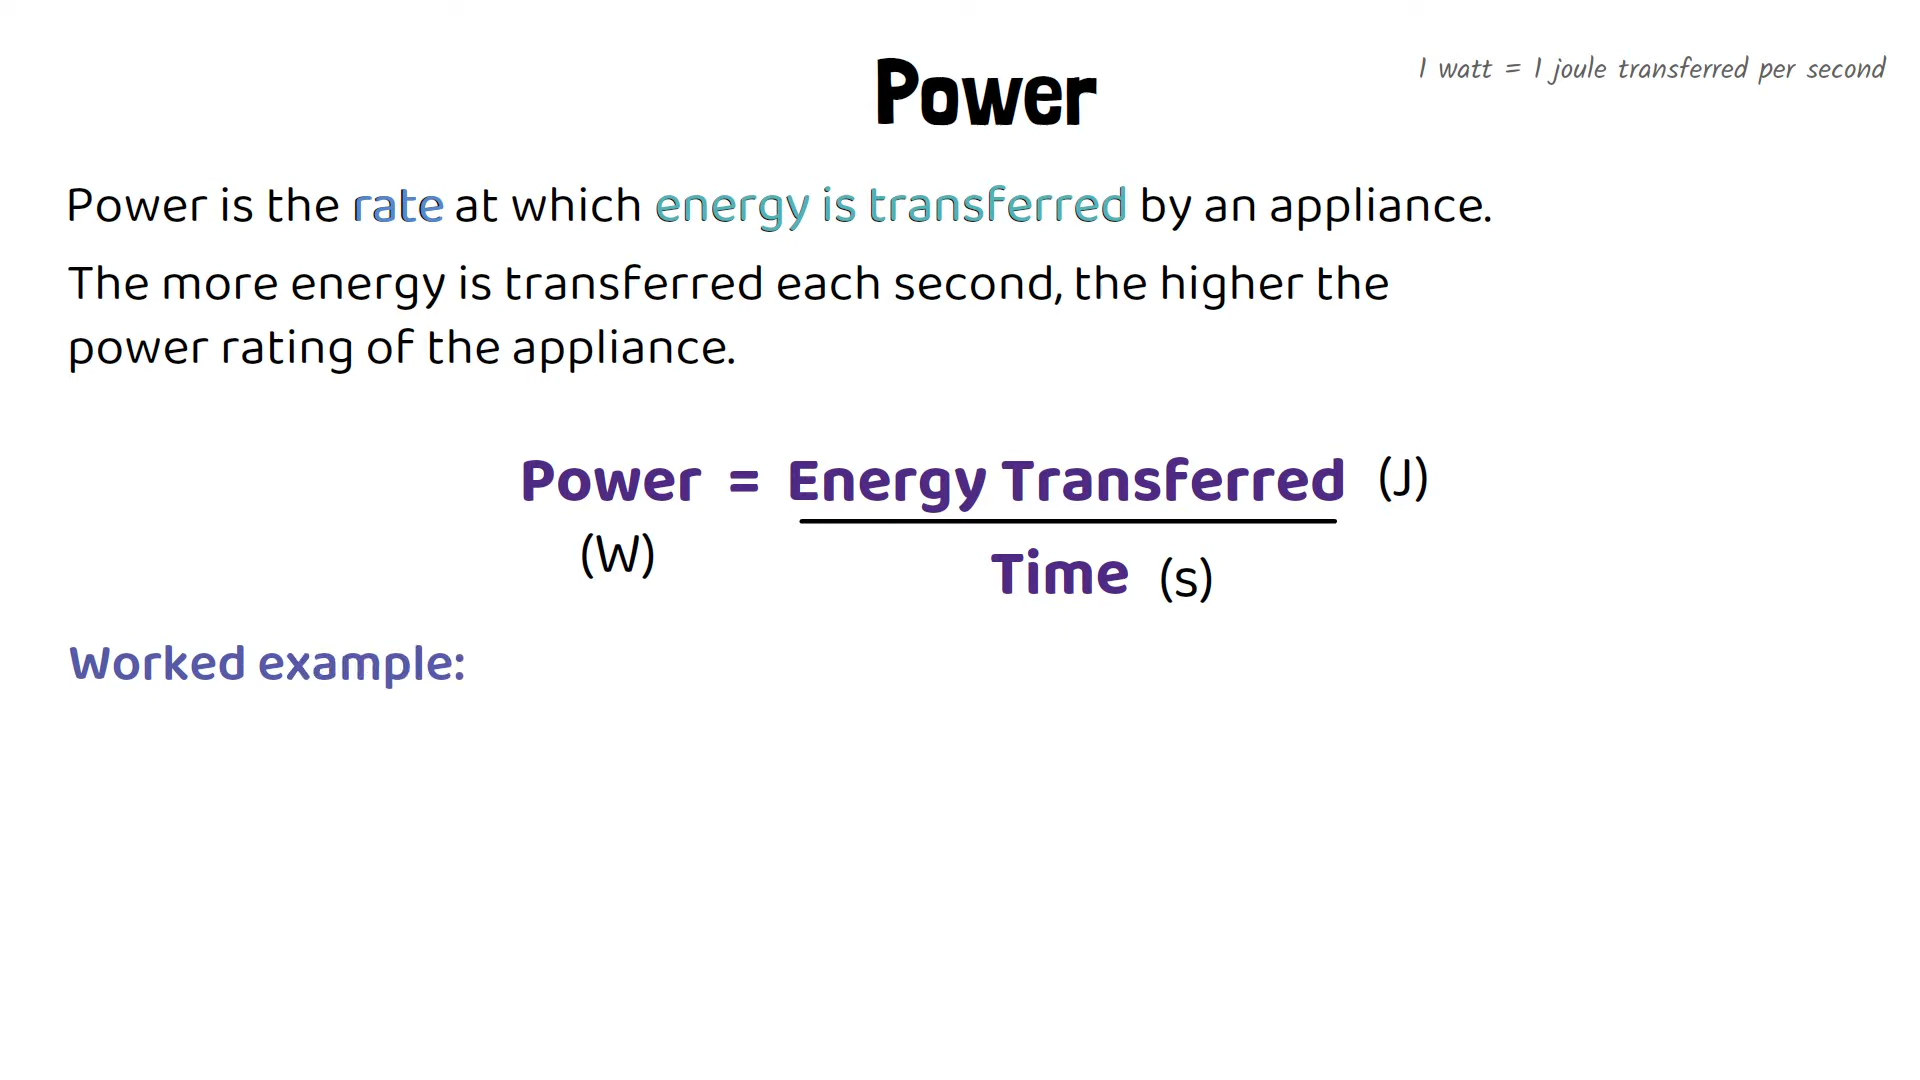 Power
1 watt = 1 joule transferred per second
Power is the rate at which energy is transferred by an appliance.
The more energy is transferred each second, the higher the
power rating of the appliance.
Power = Energy Transferred (J)
(W)
Time (s)
Worked example: